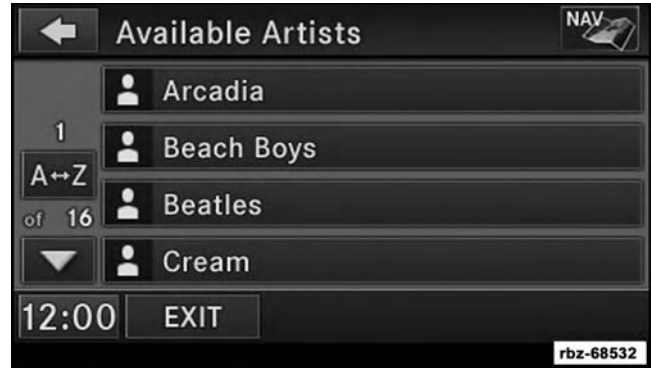 Available Artists NAV
Arcadia
1
Beach Boys
A↔Z
Beatles
of 16
Cream
12:00 EXIT
rbz-68532